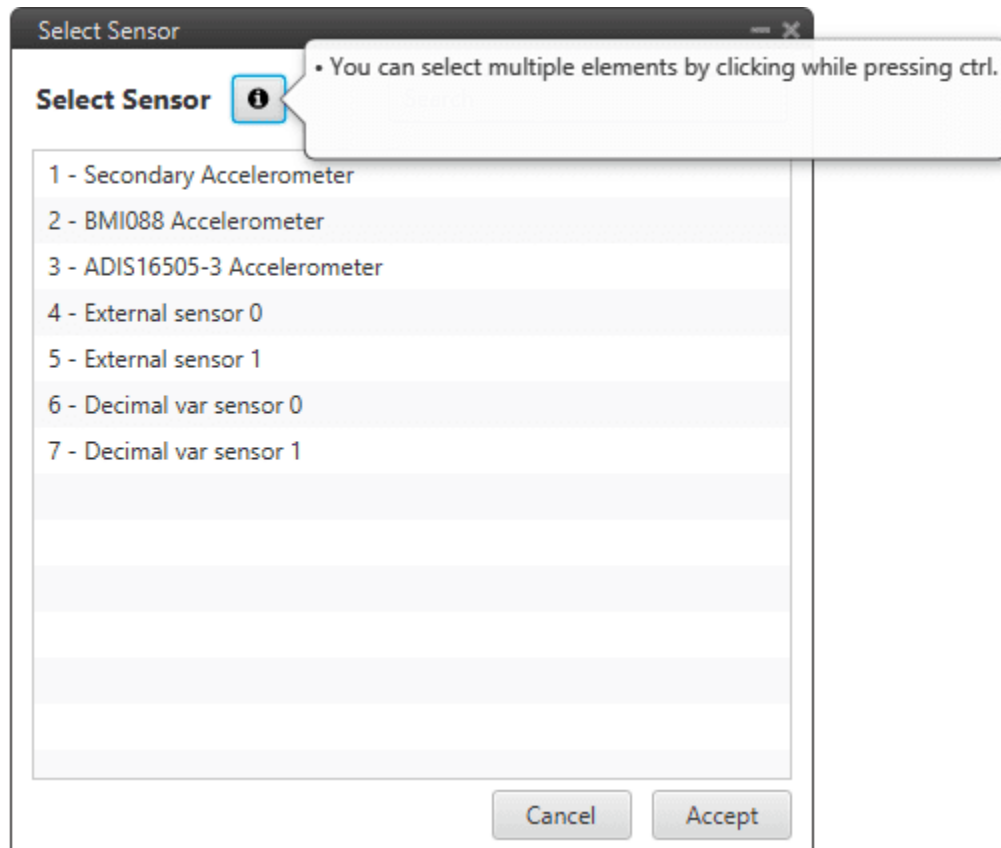 Select Sensor
• You can select multiple elements by clicking while pressing ctrl.
Select Sensor
Search
1 - Secondary Accelerometer
2 - BMI088 Accelerometer
3 - ADIS16505-3 Accelerometer
4 - External sensor 0
5 - External sensor 1
6 - Decimal var sensor 0
7 - Decimal var sensor 1
Cancel
Accept